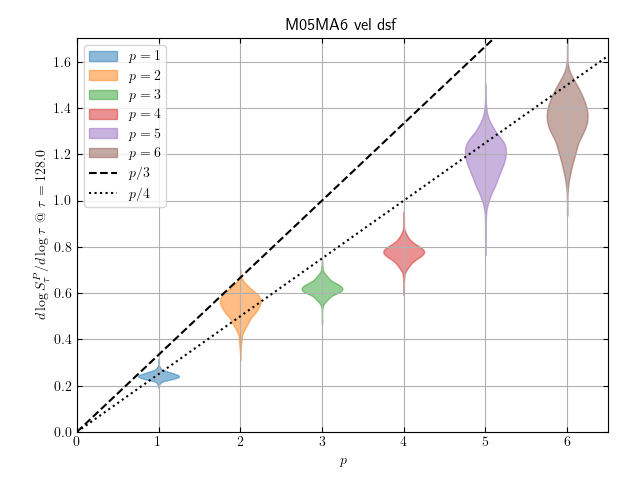 M05MA6 vel dsf
d log S_τ^P / d log τ @ τ = 128.0
1.6
1.4
1.2
1.0
0.8
0.6
0.4
0.2
0.0
p = 1
p = 2
p = 3
p = 4
p = 5
p = 6
p/3
p/4
0 1 2 3 4 5 6
p